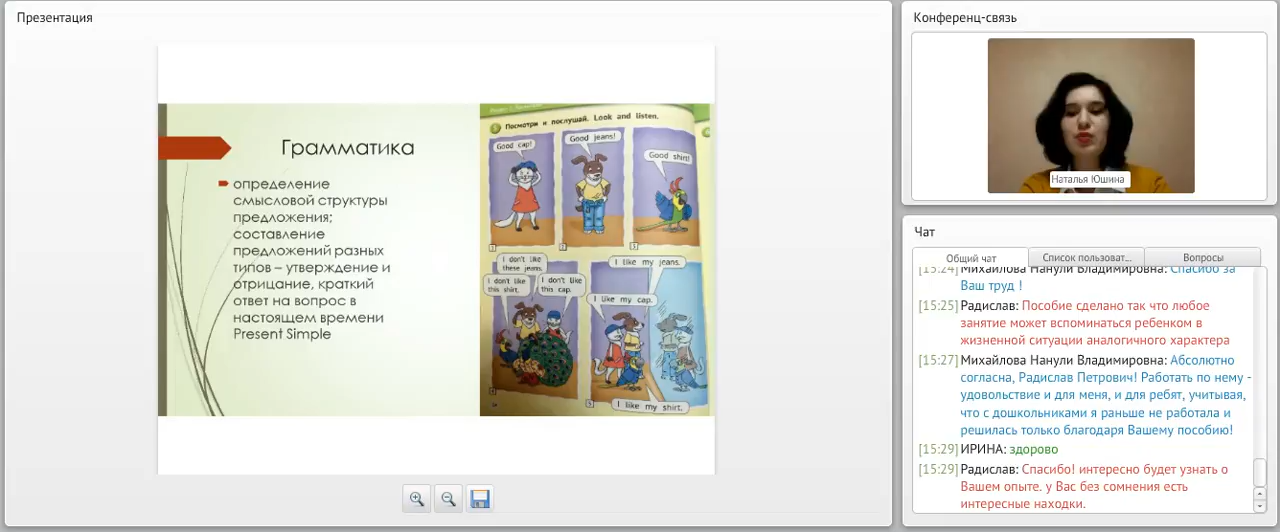 Презентация
Грамматика
определение
смысловой структуры
предложения;
составление
предложений разных
типов – утверждение и
отрицание, краткий
ответ на вопрос в
настоящем времени
Present Simple
Посмотри и послушай. Look and listen.
Good cap!
Good jeans!
Good shirt!
1
2
3
I don't like
these jeans.
I don't like
this shirt.
I don't like
this cap.
I like my jeans.
I like my cap.
I like my shirt.
4
5
Конференц-связь
Наталья Юшина
Чат
Общий чат
Список пользоват...
Вопросы
[15:24] Михайлова Нанули Владимировна: Спасибо за
Ваш труд !
[15:25] Радислав: Пособие сделано так что любое
занятие может вспоминаться ребенком в
жизненной ситуации аналогичного характера
[15:27] Михайлова Нанули Владимировна: Абсолютно
согласна, Радислав Петрович! Работать по нему -
удовольствие и для меня, и для ребят, учитывая,
что с дошкольниками я раньше не работала и
решилась только благодаря Вашему пособию!
[15:29] ИРИНА: здорово
[15:29] Радислав: Спасибо! интересно будет узнать о
Вашем опыте. у Вас без сомнения есть
интересные находки.